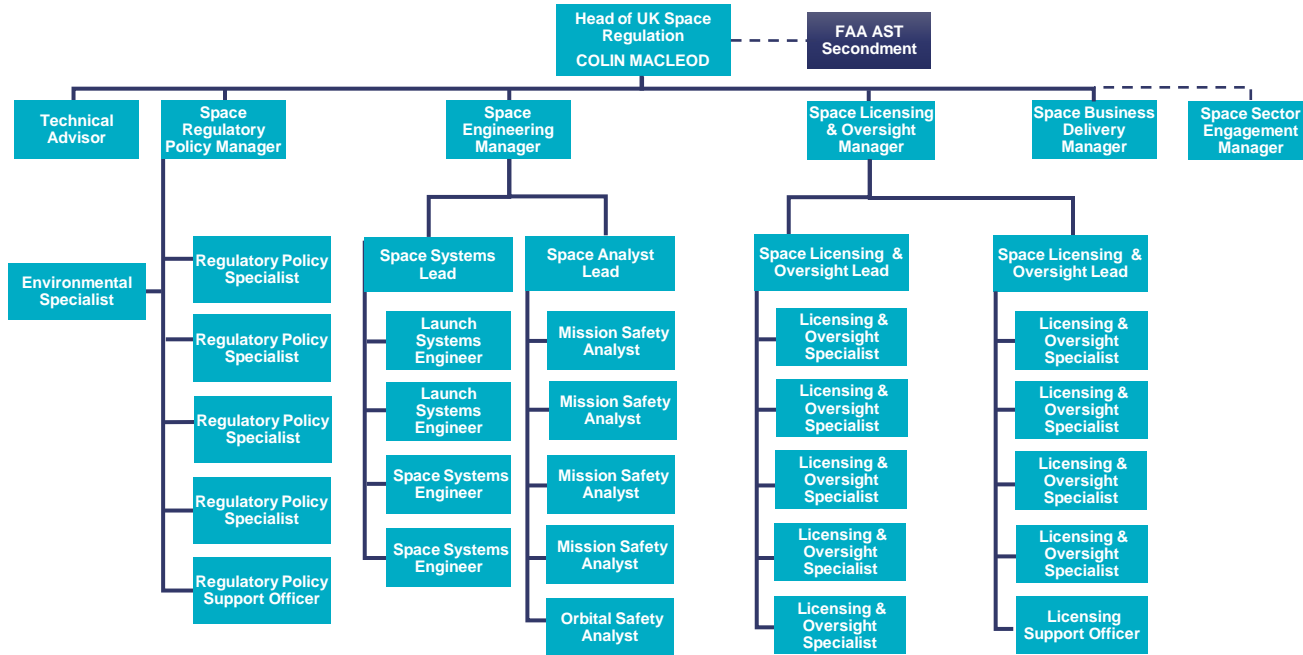 Head of UK Space
Regulation
COLIN MACLEOD
FAA AST
Secondment
Technical
Advisor
Space
Regulatory
Policy Manager
Space
Engineering
Manager
Space Licensing
& Oversight
Manager
Space Business
Delivery
Manager
Space Sector
Engagement
Manager
Environmental
Specialist
Regulatory Policy
Specialist
Regulatory Policy
Specialist
Regulatory Policy
Specialist
Regulatory Policy
Specialist
Regulatory Policy
Support Officer
Space Systems
Lead
Launch
Systems
Engineer
Launch
Systems
Engineer
Space Systems
Engineer
Space Systems
Engineer
Space Analyst
Lead
Mission Safety
Analyst
Mission Safety
Analyst
Mission Safety
Analyst
Mission Safety
Analyst
Orbital Safety
Analyst
Space Licensing &
Oversight Lead
Licensing &
Oversight
Specialist
Licensing &
Oversight
Specialist
Licensing &
Oversight
Specialist
Licensing &
Oversight
Specialist
Licensing &
Oversight
Specialist
Space Licensing &
Oversight Lead
Licensing &
Oversight
Specialist
Licensing &
Oversight
Specialist
Licensing &
Oversight
Specialist
Licensing &
Oversight
Specialist
Licensing
Support Officer